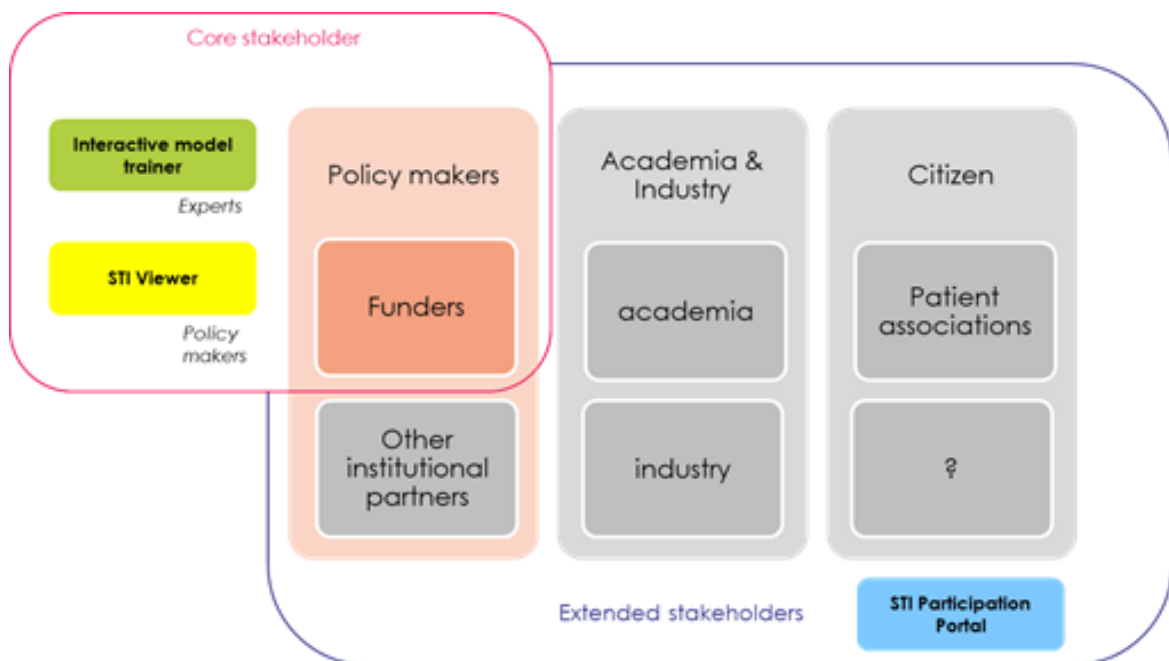 Core stakeholder
Interactive model
trainer
Experts
STI Viewer
Policy
makers
Policy makers
Funders
Other
institutional
partners
Academia &
Industry
academia
industry
Citizen
Patient
associations
?
Extended stakeholders
STI Participation
Portal